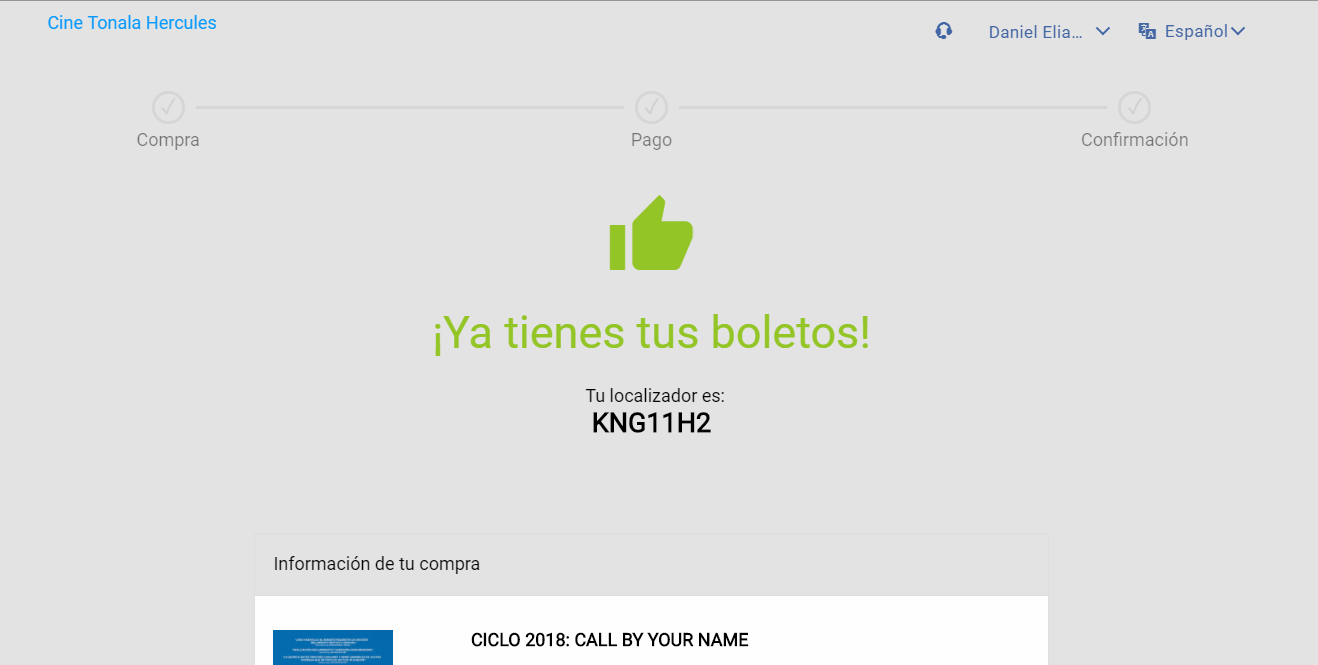 Cine Tonala Hercules
Daniel Elia...
Español
Compra
Pago
Confirmación
¡Ya tienes tus boletos!
Tu localizador es:
KNG11H2
Información de tu compra
CICLO 2018: CALL BY YOUR NAME